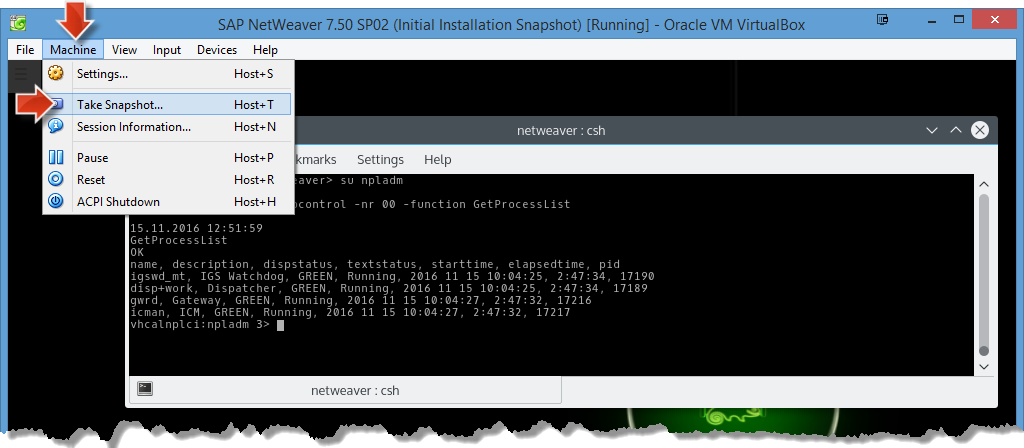 SAP NetWeaver 7.50 SP02 (Initial Installation Snapshot) [Running] - Oracle VM VirtualBox
File Machine View Input Devices Help
Settings... Host+S
Take Snapshot... Host+T
Session Information... Host+N
Pause Host+P
Reset Host+R
ACPI Shutdown Host+H
netweaver : csh
kmarks Settings Help
eaver> su npladm
pcontrol -nr 00 -function GetProcessList
15.11.2016 12:51:59
GetProcessList
OK
name, description, dispstatus, textstatus, starttime, elapsedtime, pid
igswd_mt, IGS Watchdog, GREEN, Running, 2016 11 15 10:04:25, 2:47:34, 17190
disp+work, Dispatcher, GREEN, Running, 2016 11 15 10:04:25, 2:47:34, 17189
gwrd, Gateway, GREEN, Running, 2016 11 15 10:04:27, 2:47:32, 17216
icman, ICM, GREEN, Running, 2016 11 15 10:04:27, 2:47:32, 17217
vhcalnplci:npladm 3>
netweaver : csh